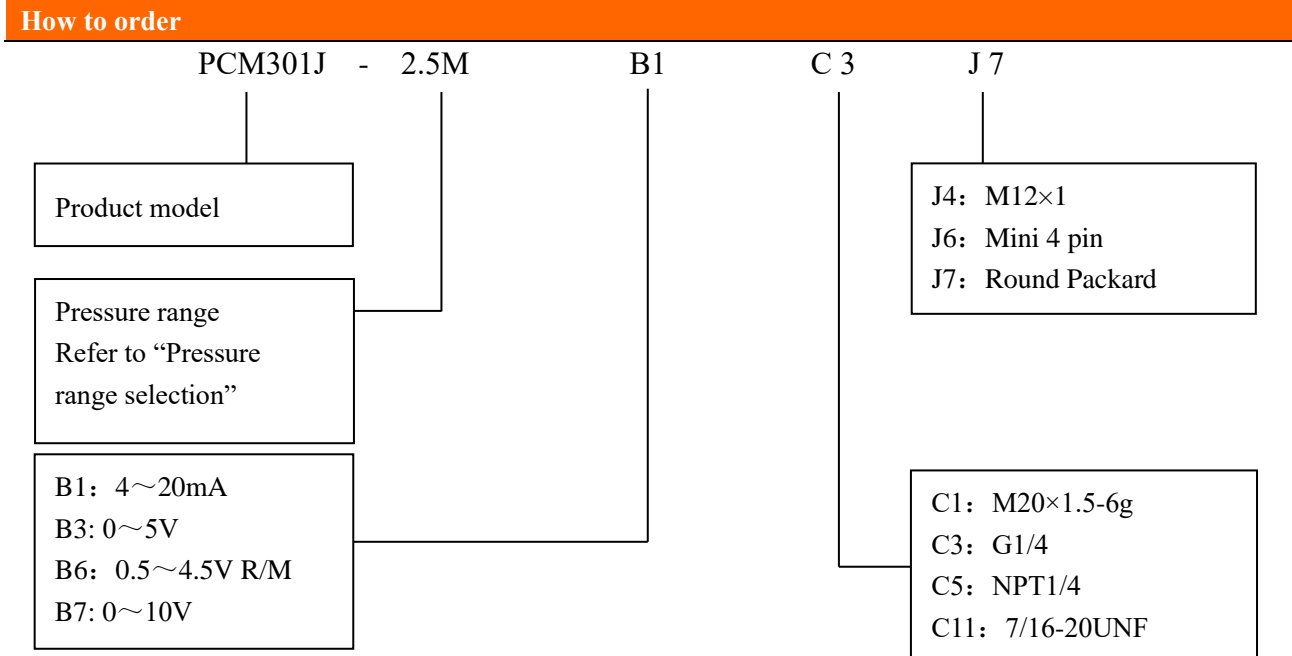 How to order
PCM301J - 2.5M B1 C 3 J 7
Product model
Pressure range
Refer to “Pressure
range selection”
B1：4～20mA
B3: 0～5V
B6：0.5～4.5V R/M
B7: 0～10V
J4：M12×1
J6：Mini 4 pin
J7：Round Packard
C1：M20×1.5-6g
C3：G1/4
C5：NPT1/4
C11：7/16-20UNF